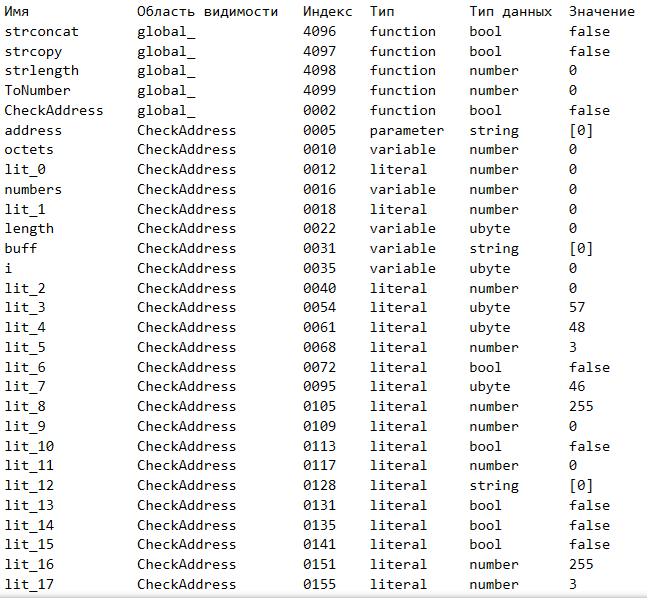 Имя Область видимости Индекс Тип Тип данных Значение
strconcat global_ 4096 function bool false
strcopy global_ 4097 function bool false
strlength global_ 4098 function number 0
ToNumber global_ 4099 function number 0
CheckAddress global_ 0002 function bool false
address CheckAddress 0005 parameter string [0]
octets CheckAddress 0010 variable number 0
lit_0 CheckAddress 0012 literal number 0
numbers CheckAddress 0016 variable number 0
lit_1 CheckAddress 0018 literal number 0
length CheckAddress 0022 variable ubyte 0
buff CheckAddress 0031 variable string [0]
i CheckAddress 0035 variable ubyte 0
lit_2 CheckAddress 0040 literal number 0
lit_3 CheckAddress 0054 literal ubyte 57
lit_4 CheckAddress 0061 literal ubyte 48
lit_5 CheckAddress 0068 literal number 3
lit_6 CheckAddress 0072 literal bool false
lit_7 CheckAddress 0095 literal ubyte 46
lit_8 CheckAddress 0105 literal number 255
lit_9 CheckAddress 0109 literal number 0
lit_10 CheckAddress 0113 literal bool false
lit_11 CheckAddress 0117 literal number 0
lit_12 CheckAddress 0128 literal string [0]
lit_13 CheckAddress 0131 literal bool false
lit_14 CheckAddress 0135 literal bool false
lit_15 CheckAddress 0141 literal bool false
lit_16 CheckAddress 0151 literal number 255
lit_17 CheckAddress 0155 literal number 3